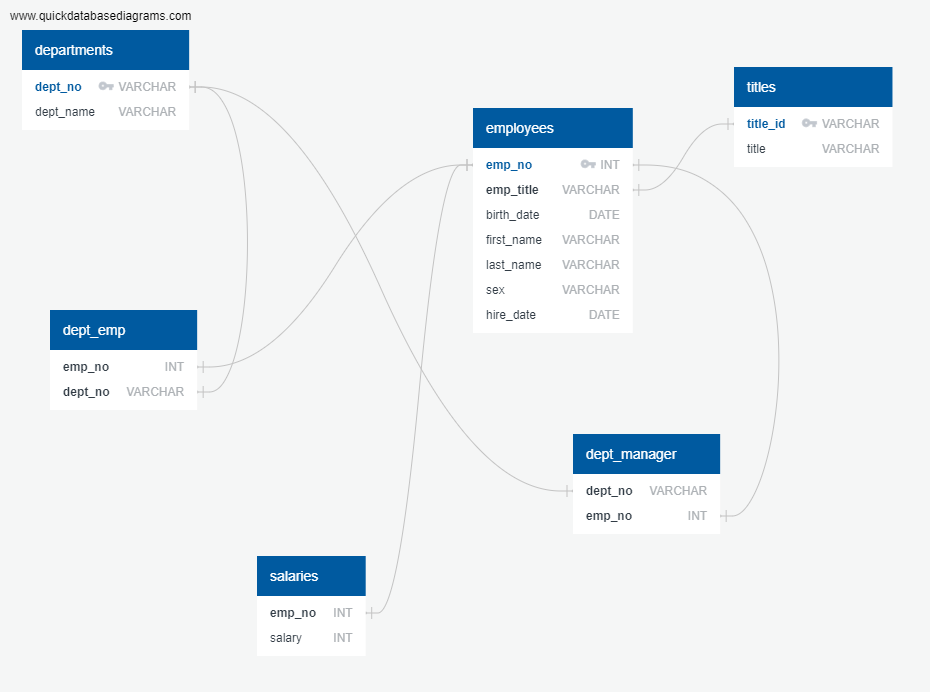 www.quickdatabasediagrams.com
departments
dept_no VARCHAR
dept_name VARCHAR
titles
title_id VARCHAR
title VARCHAR
employees
emp_no INT
emp_title VARCHAR
birth_date DATE
first_name VARCHAR
last_name VARCHAR
sex VARCHAR
hire_date DATE
dept_emp
emp_no INT
dept_no VARCHAR
dept_manager
dept_no VARCHAR
emp_no INT
salaries
emp_no INT
salary INT